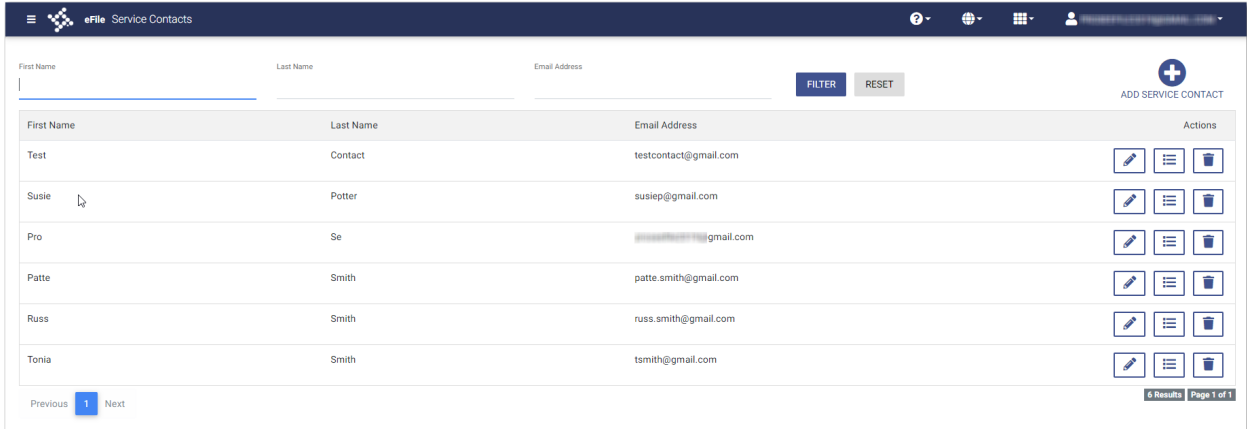 eFile Service Contacts
First Name Last Name Email Address
FILTER RESET
ADD SERVICE CONTACT
First Name Last Name Email Address Actions
Test Contact testcontact@gmail.com
Susie Potter susiep@gmail.com
Pro Se gmail.com
Patte Smith patte.smith@gmail.com
Russ Smith russ.smith@gmail.com
Tonia Smith tsmith@gmail.com
Previous 1 Next
6 Results Page 1 of 1